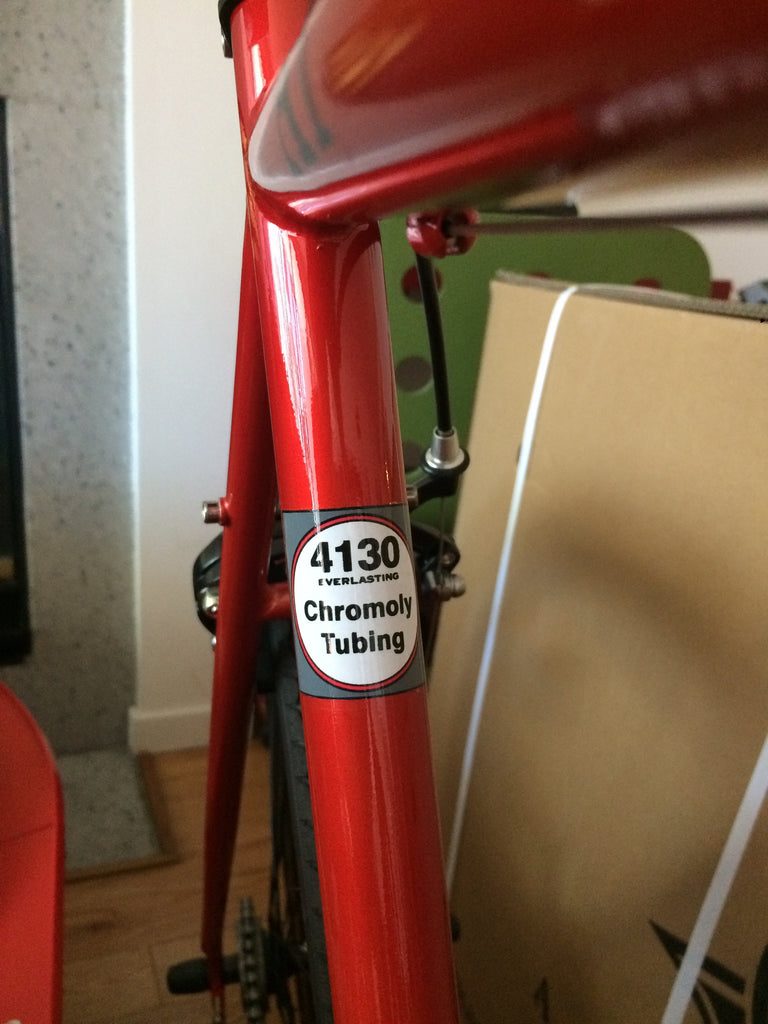 4130
EVERLASTING
Chromoly
Tubing